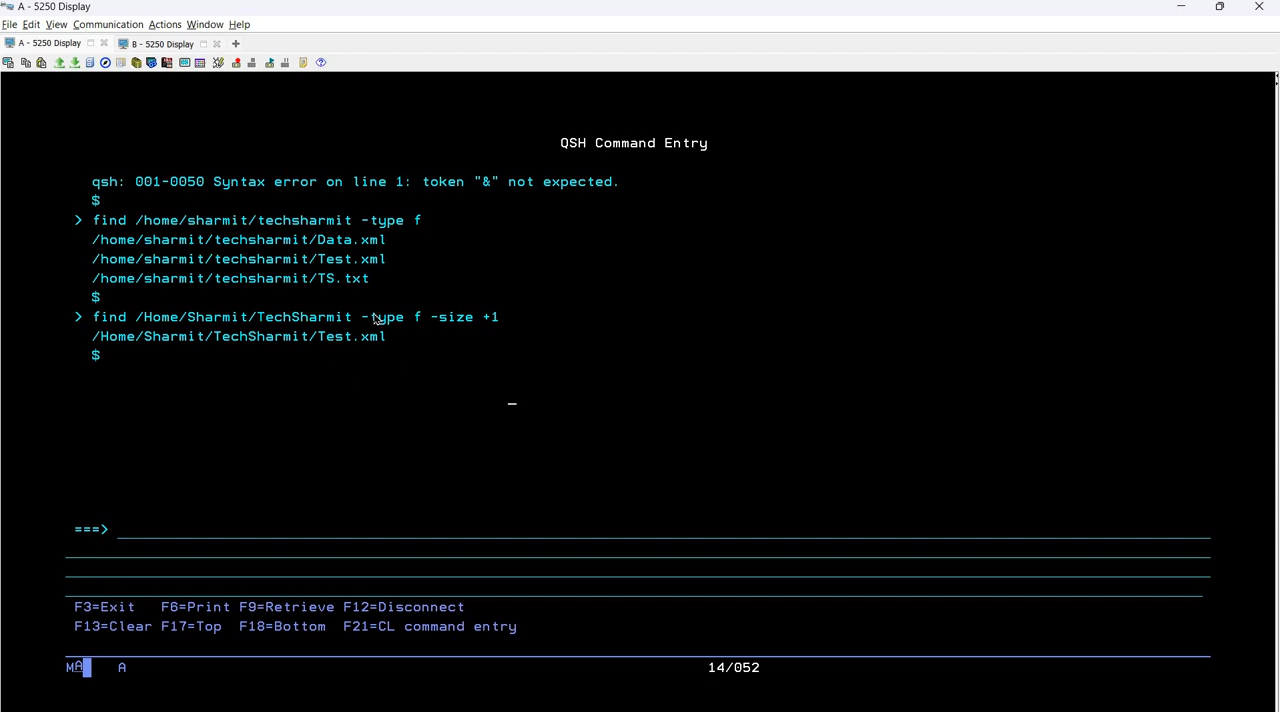 A - 5250 Display
File Edit View Communication Actions Window Help
A - 5250 Display B - 5250 Display +
QSH Command Entry
qsh: 001-0050 Syntax error on line 1: token "&" not expected.
$
> find /home/sharmit/techsharmit -type f
/home/sharmit/techsharmit/Data.xml
/home/sharmit/techsharmit/Test.xml
/home/sharmit/techsharmit/TS.txt
$
> find /Home/Sharmit/TechSharmit -type f -size +1
/Home/Sharmit/TechSharmit/Test.xml
$
_
===>
F3=Exit F6=Print F9=Retrieve F12=Disconnect
F13=Clear F17=Top F18=Bottom F21=CL command entry
MA A 14/052